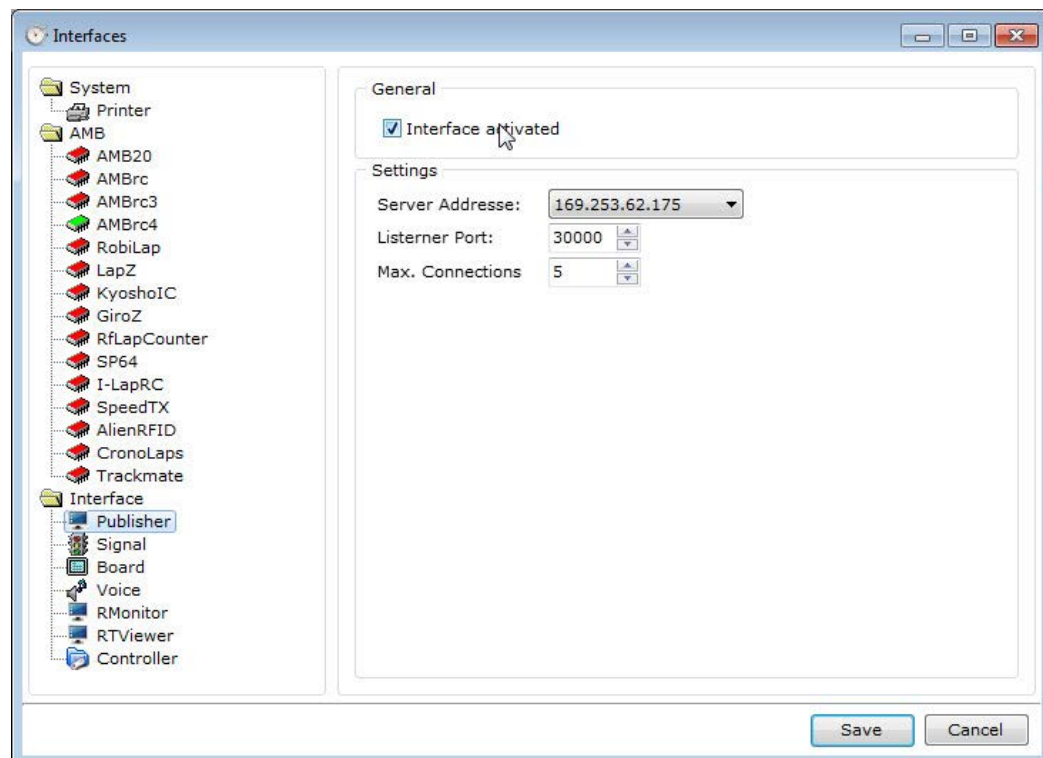 Interfaces
System
Printer
AMB
AMB20
AMBrc
AMBrc3
AMBrc4
RobiLap
LapZ
KyoshoIC
GiroZ
RfLapCounter
SP64
I-LapRC
SpeedTX
AlienRFID
CronoLaps
Trackmate
Interface
Publisher
Signal
Board
Voice
RMonitor
RTViewer
Controller
General
Interface activated
Settings
Server Addresse: 169.253.62.175
Listerner Port: 30000
Max. Connections 5
Save Cancel